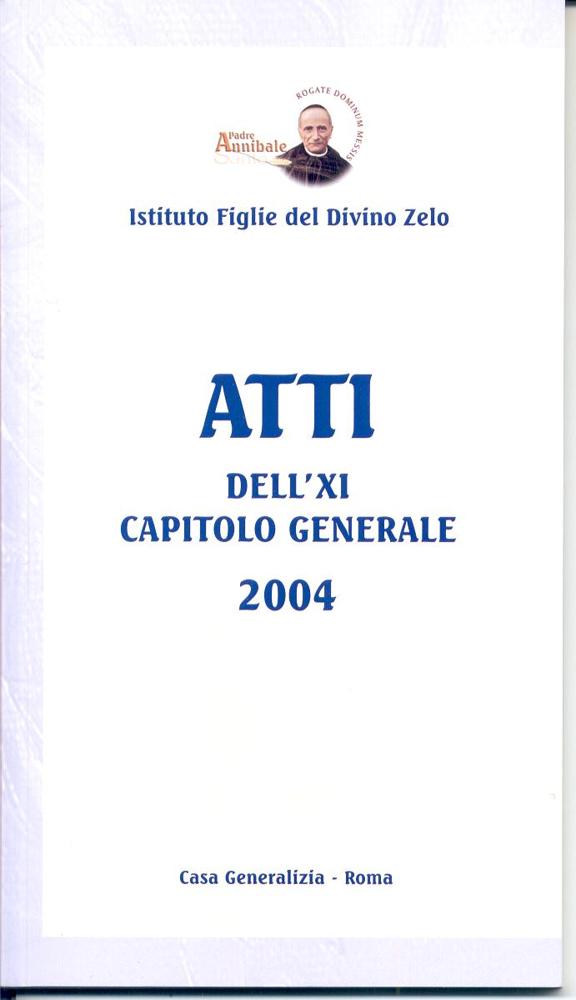 ROGATE DOMINUM MESSIS
Padre
Annibale
Santo
Istituto Figlie del Divino Zelo
ATTI
DELL'XI
CAPITOLO GENERALE
2004
Casa Generalizia - Roma